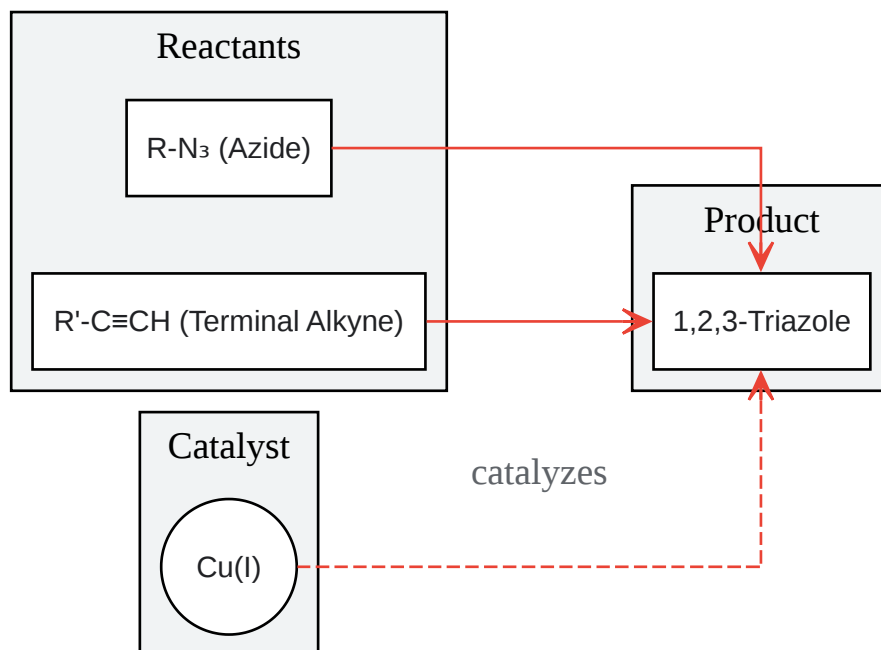 Reactants
R-N₃ (Azide)
R'-C≡CH (Terminal Alkyne)
Product
1,2,3-Triazole
Catalyst
Cu(I)
catalyzes